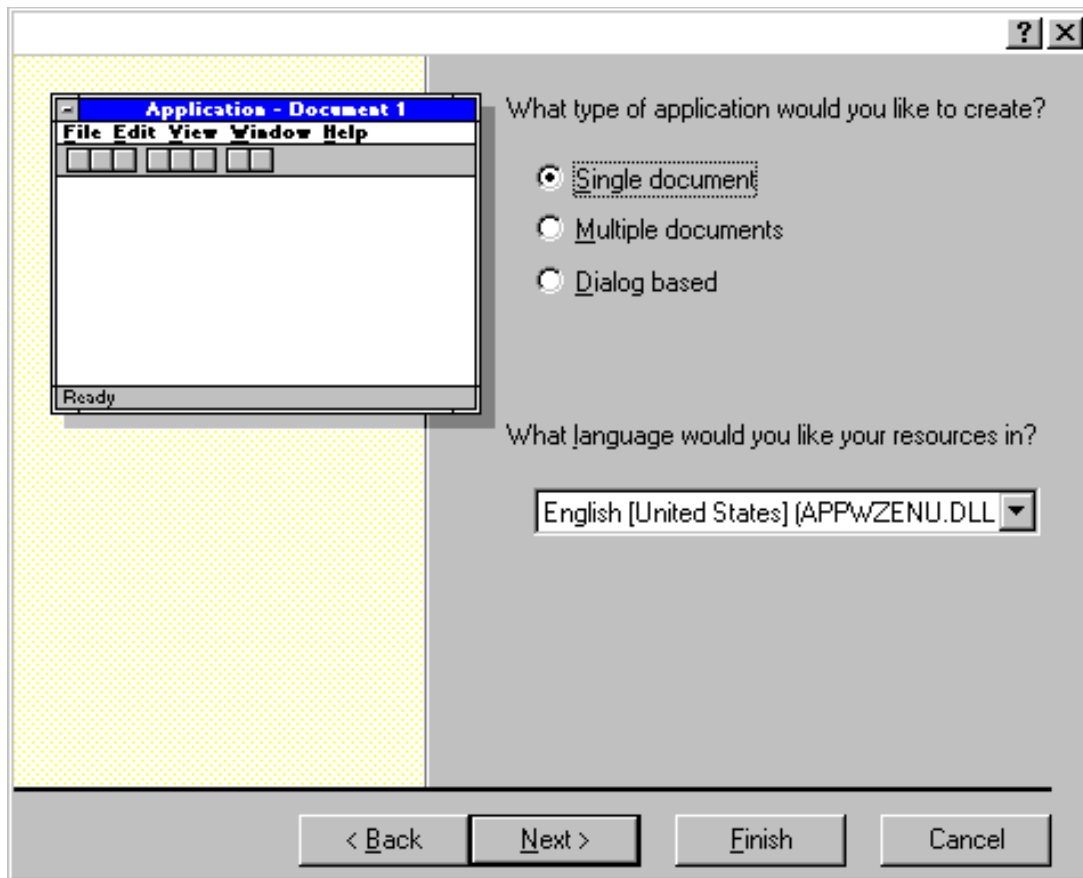 ?
Application - Document 1
File Edit View Window Help
Ready
What type of application would you like to create?
Single document
Multiple documents
Dialog based
What language would you like your resources in?
English [United States] (APPWZENU.DLL
< Back
Next >
Finish
Cancel